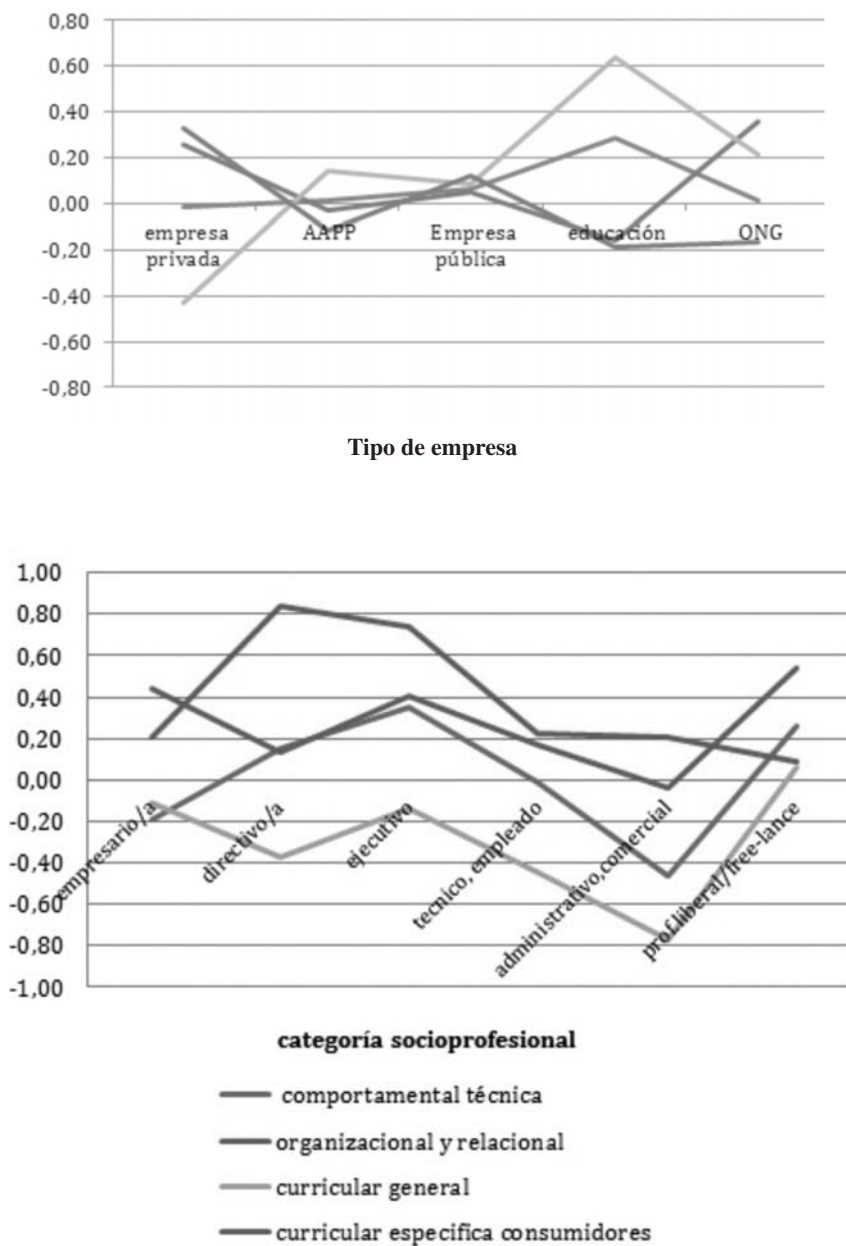 0,80
0,60
0,40
0,20
0,00
-0,20
-0,40
-0,60
-0,80
empresa privada
AAPP
Empresa pública
educación
ONG
Tipo de empresa
1,00
0,80
0,60
0,40
0,20
0,00
-0,20
-0,40
-0,60
-0,80
-1,00
empresario/a
directivo/a
ejecutivo
tecnico, empleado
administrativo,comercial
prof.liberal/free-lance
categoría socioprofesional
comportamental técnica
organizacional y relacional
curricular general
curricular especifica consumidores